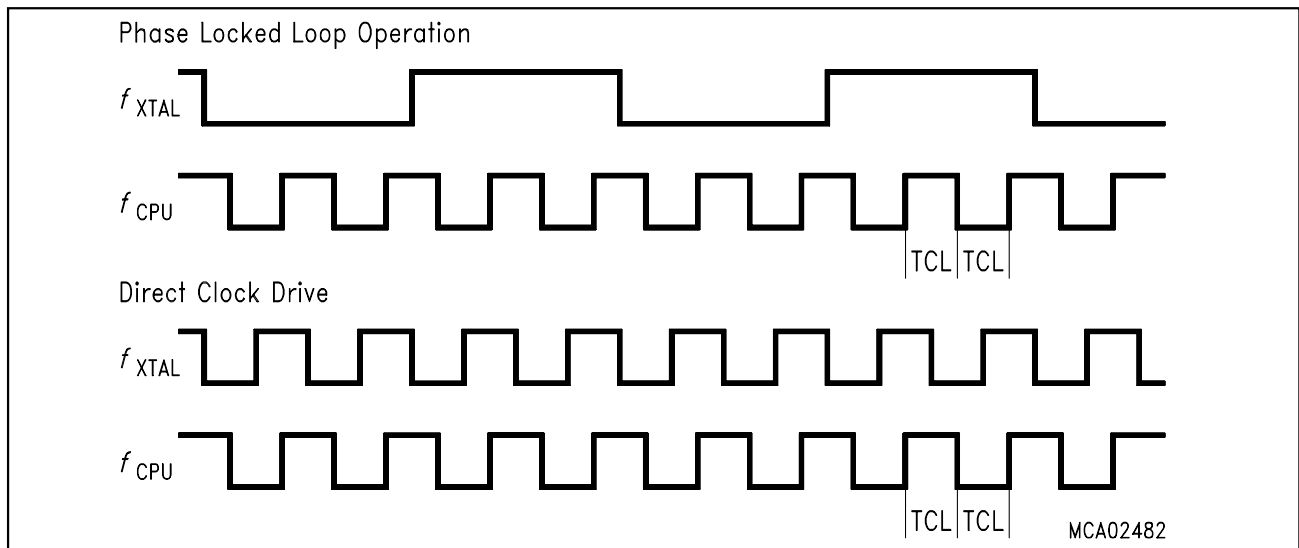 Phase Locked Loop Operation
f XTAL
f CPU
TCL TCL
Direct Clock Drive
f XTAL
f CPU
TCL TCL
MCA02482